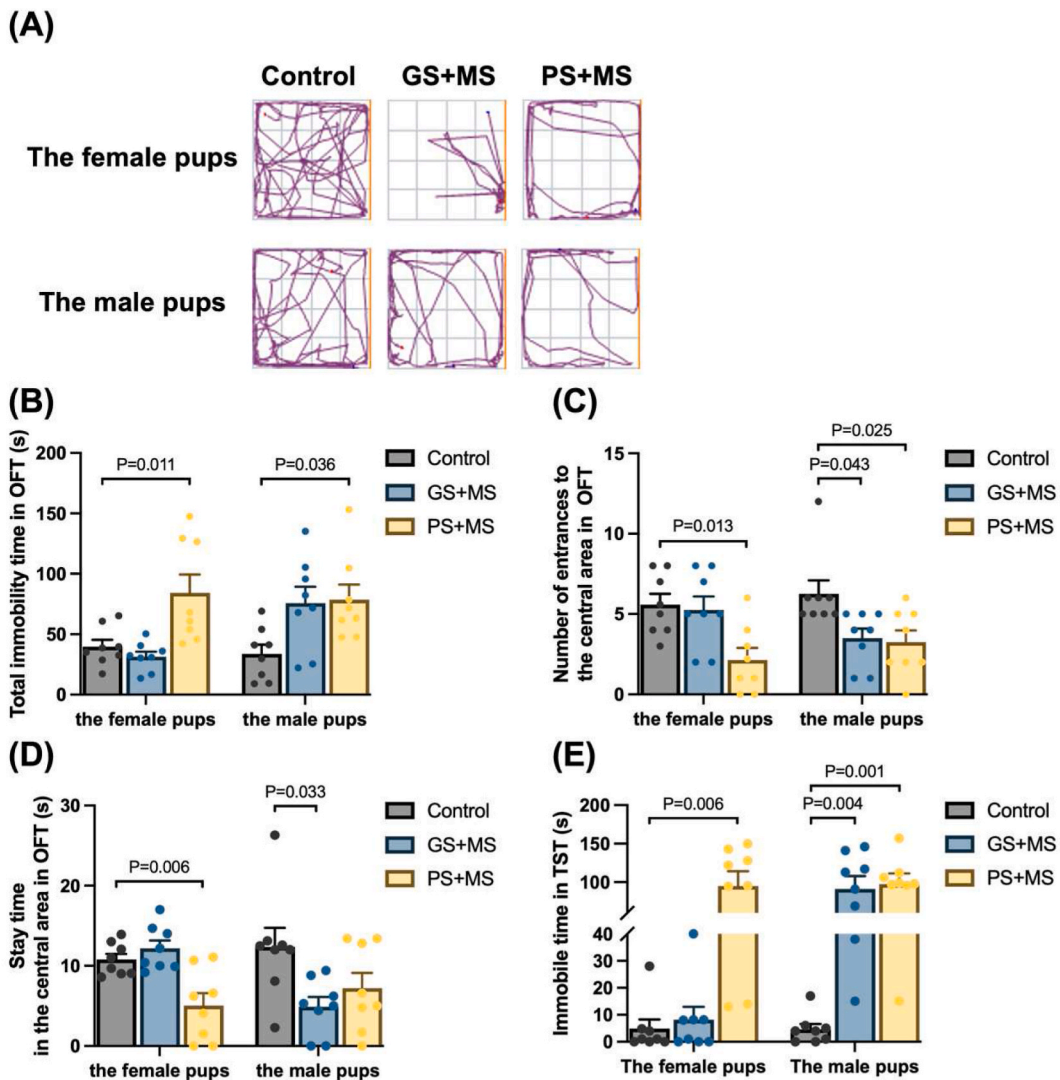 (A)
Control GS+MS PS+MS
The female pups
The male pups
(B)
Total immobility time in OFT (s)
200
150
100
50
0
P=0.011
P=0.036
the female pups the male pups
Control
GS+MS
PS+MS
(C)
Number of entrances to
the central area in OFT
15
10
5
0
P=0.013
P=0.025
P=0.043
the female pups the male pups
Control
GS+MS
PS+MS
(D)
Stay time
in the central area in OFT (s)
30
20
10
0
P=0.006
P=0.033
the female pups the male pups
Control
GS+MS
PS+MS
(E)
Immobile time in TST (s)
200
150
100
40
30
20
10
0
P=0.006
P=0.001
P=0.004
The female pups The male pups
Control
GS+MS
PS+MS